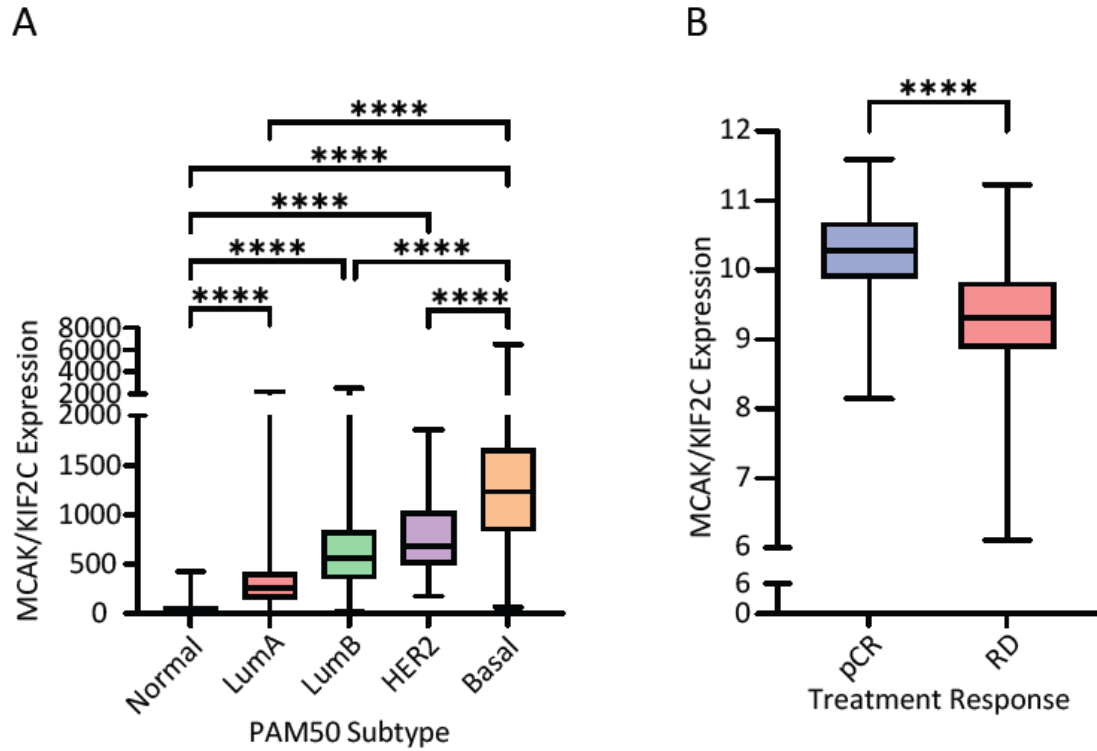 A
****
****
****
**** ****
**** ****
MCAK/KIF2C Expression
8000
6000
4000
2000
2000
1500
1000
500
0
Normal
LumA
LumB
HER2
Basal
PAM50 Subtype
B
****
MCAK/KIF2C Expression
12
11
10
9
8
7
6
6
0
pCR
RD
Treatment Response